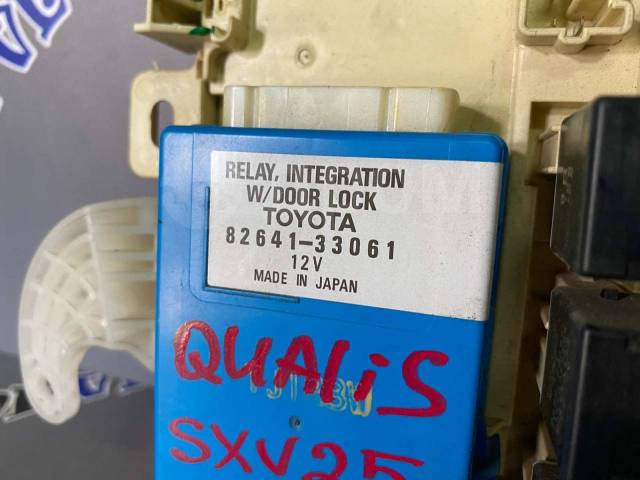 RELAY, INTEGRATION
W/DOOR LOCK
TOYOTA
82641-33061
12V
MADE IN JAPAN
QUALiS
SXV25